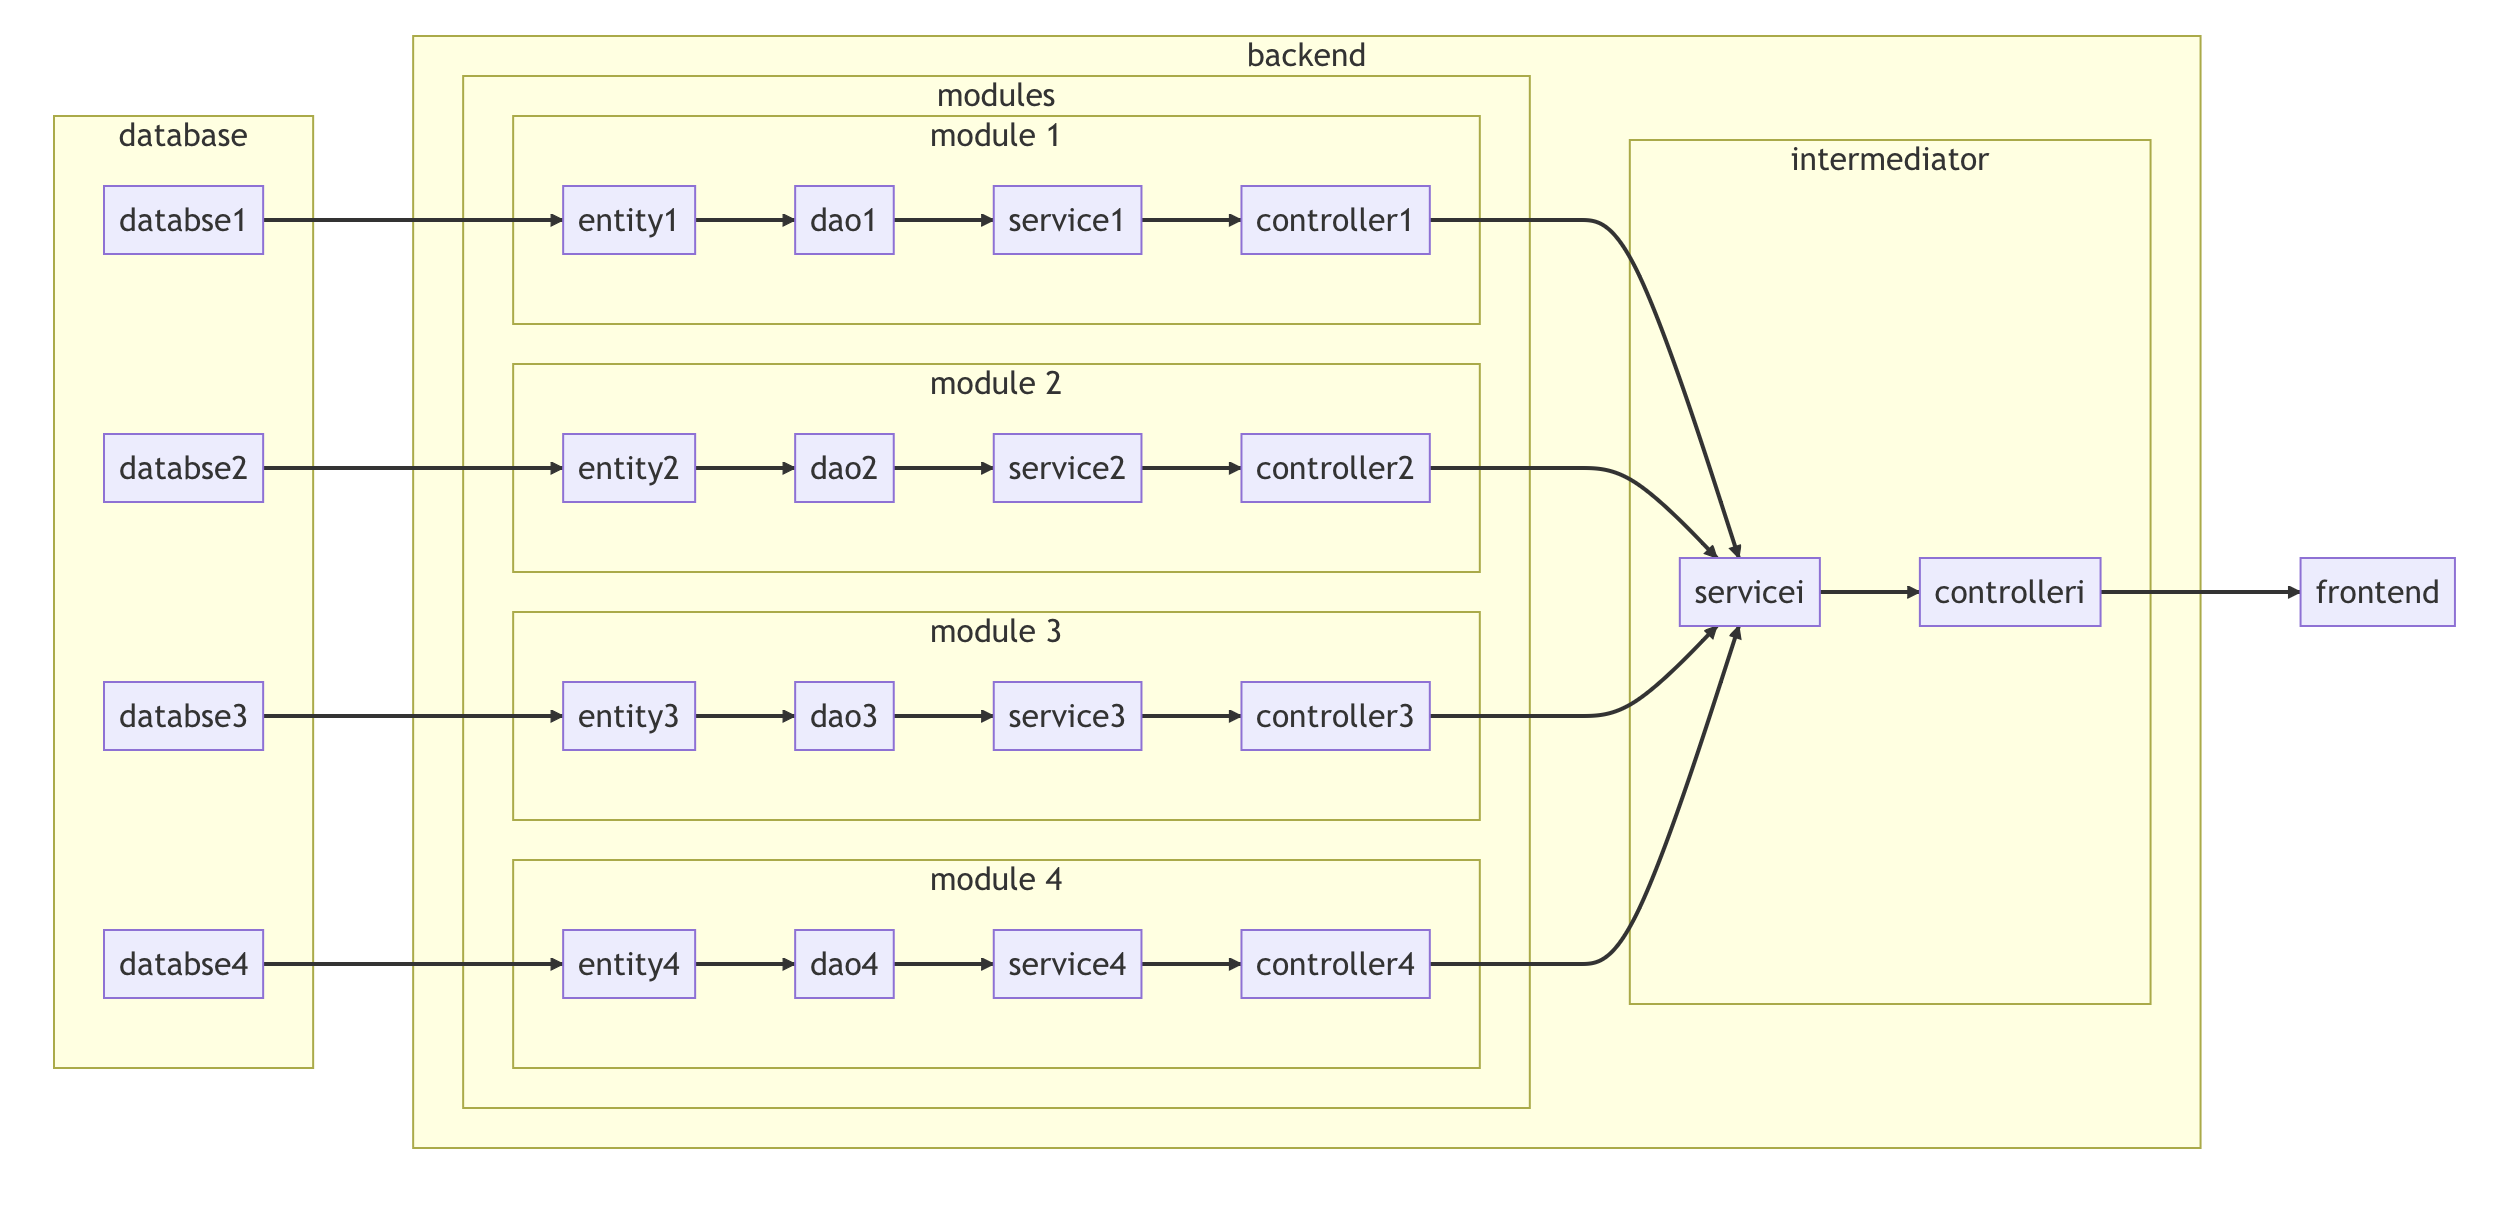 backend
modules
database
module 1
intermediator
databse1
entity1
dao1
service1
controller1
module 2
databse2
entity2
dao2
service2
controller2
servicei
controlleri
frontend
module 3
databse3
entity3
dao3
service3
controller3
module 4
databse4
entity4
dao4
service4
controller4